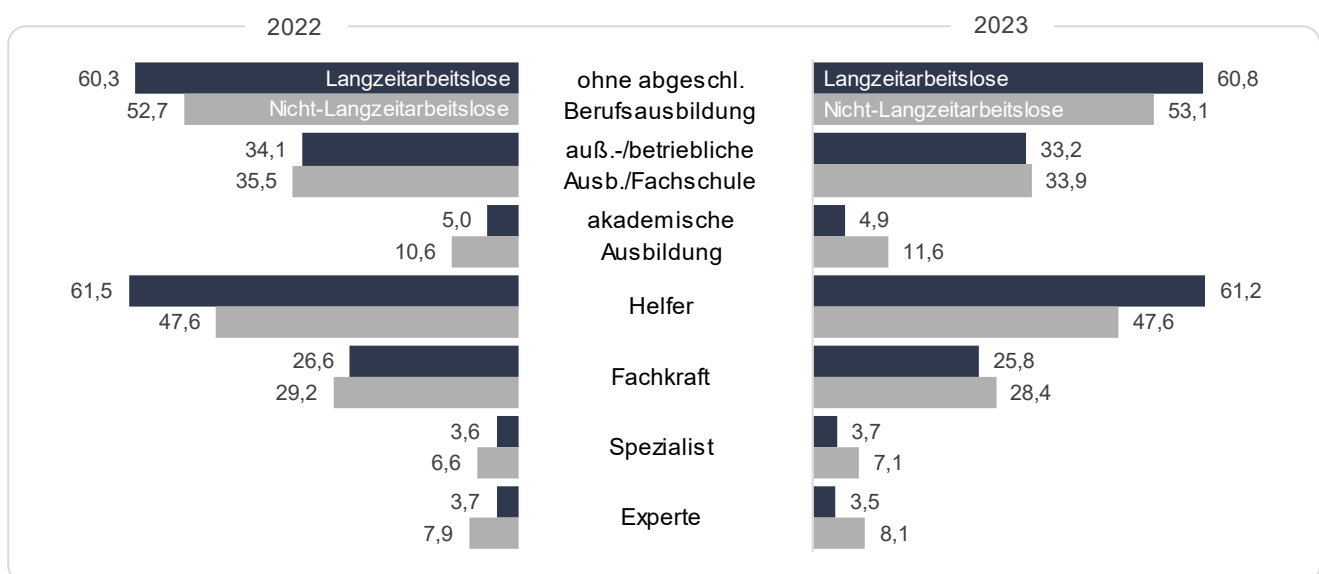 2022
2023
60,3
Langzeitarbeitslose
ohne abgeschl.
Langzeitarbeitslose
60,8
52,7
Nicht-Langzeitarbeitslose
Berufsausbildung
Nicht-Langzeitarbeitslose
53,1
34,1
auß.-/betriebliche
33,2
35,5
Ausb./Fachschule
33,9
5,0
akademische
4,9
10,6
Ausbildung
11,6
61,5
Helfer
61,2
47,6
47,6
26,6
Fachkraft
25,8
29,2
28,4
3,6
Spezialist
3,7
6,6
7,1
3,7
Experte
3,5
7,9
8,1